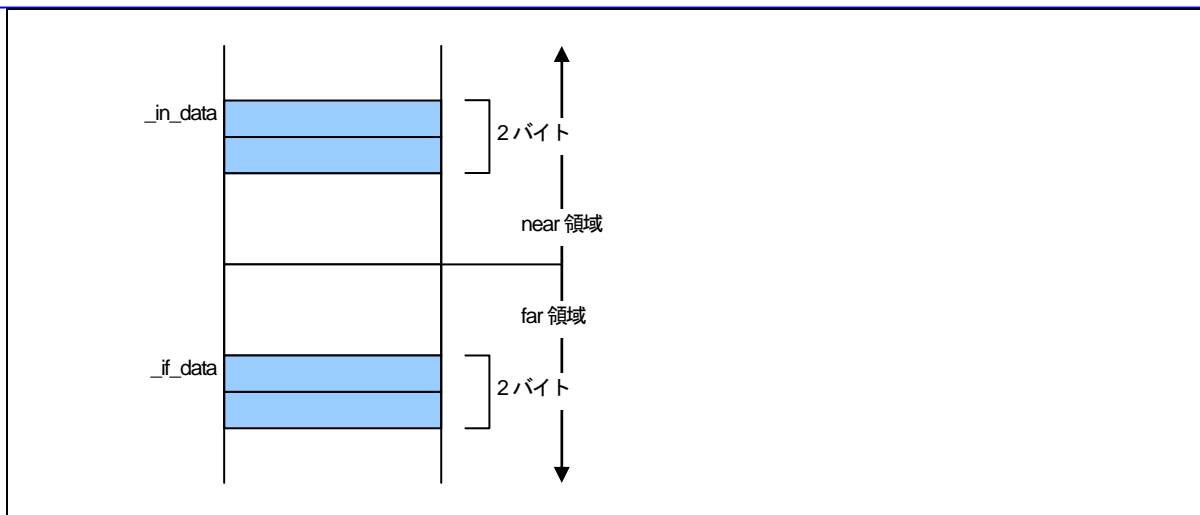 _in_data
2 バイト
near 領域
far 領域
_if_data
2 バイト